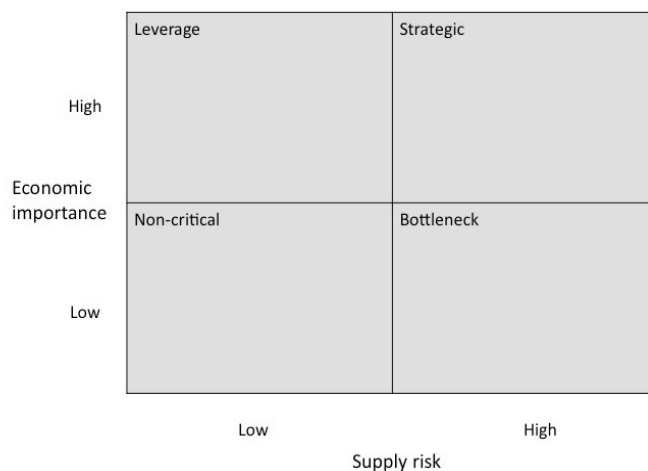 Leverage
Strategic
High
Economic
importance
Non-critical
Bottleneck
Low
Low
High
Supply risk